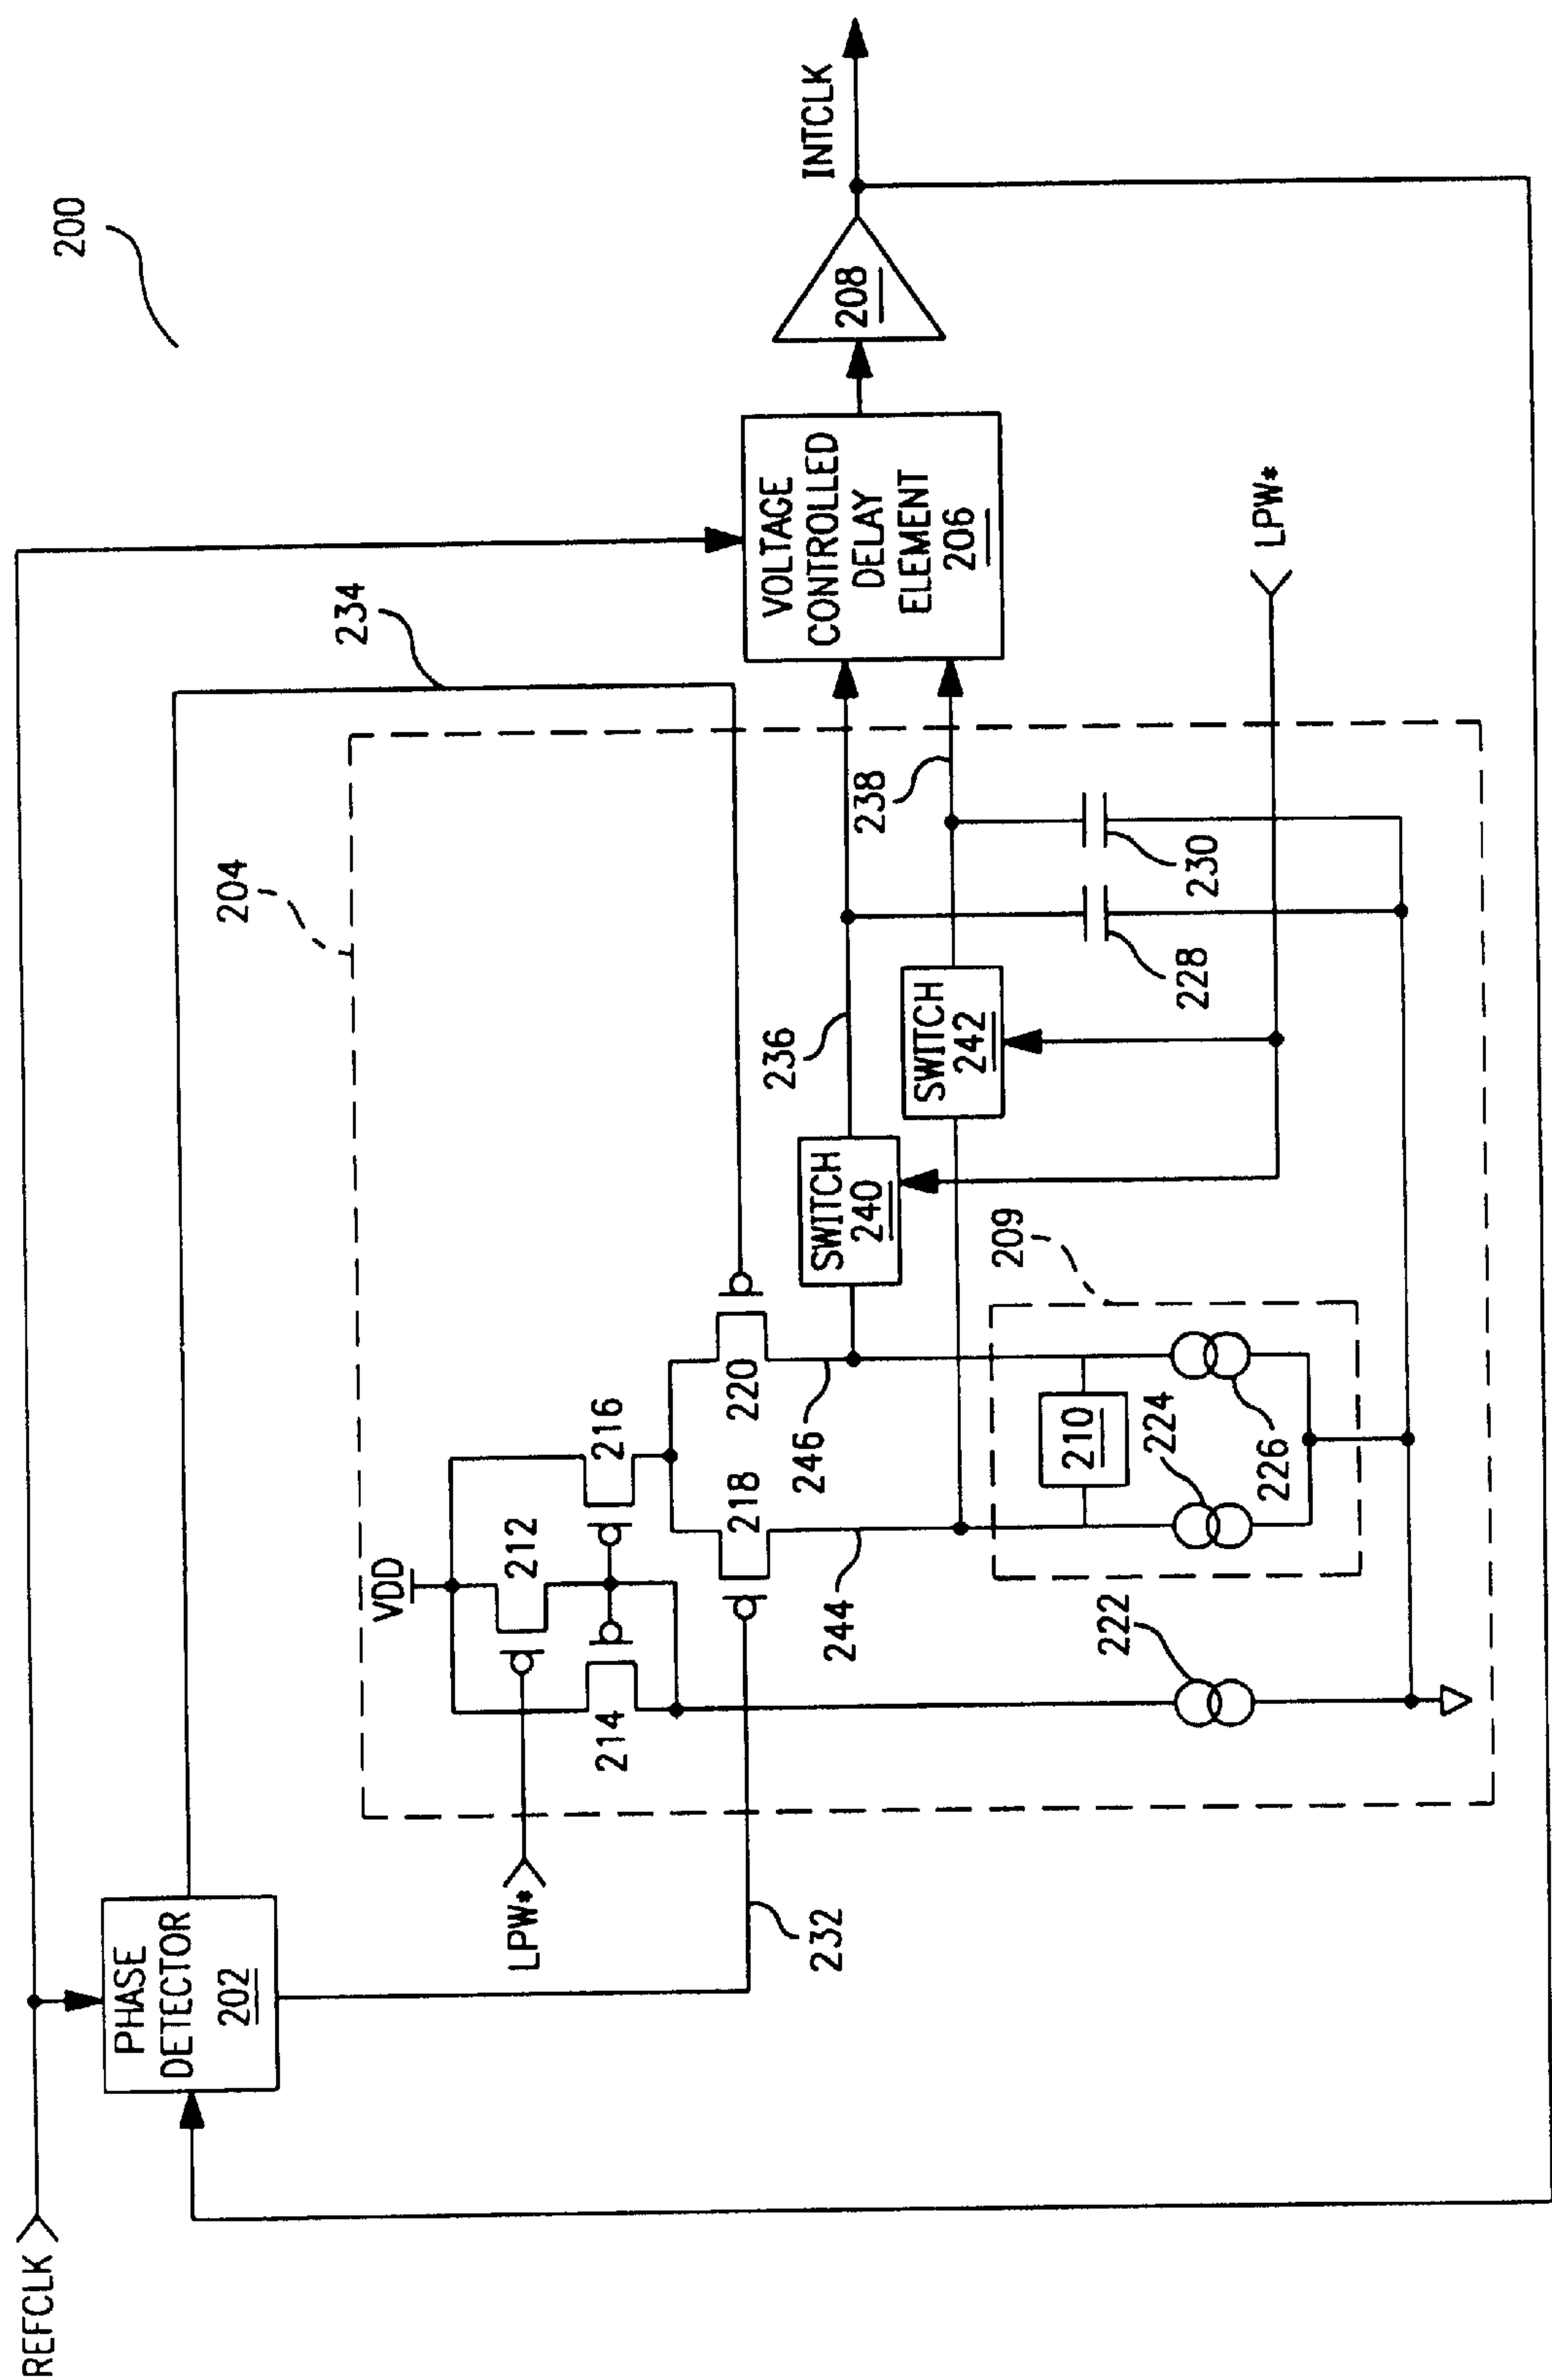 200
REFCLK
PHASE
DETECTOR
202
234
204
VDD
LPW*
212
214
216
218
220
232
244
246
222
224
226
210
209
SWITCH
240
SWITCH
242
236
238
228
230
LPW*
VOLTAGE
CONTROLLED
DELAY
ELEMENT
206
208
INTCLK